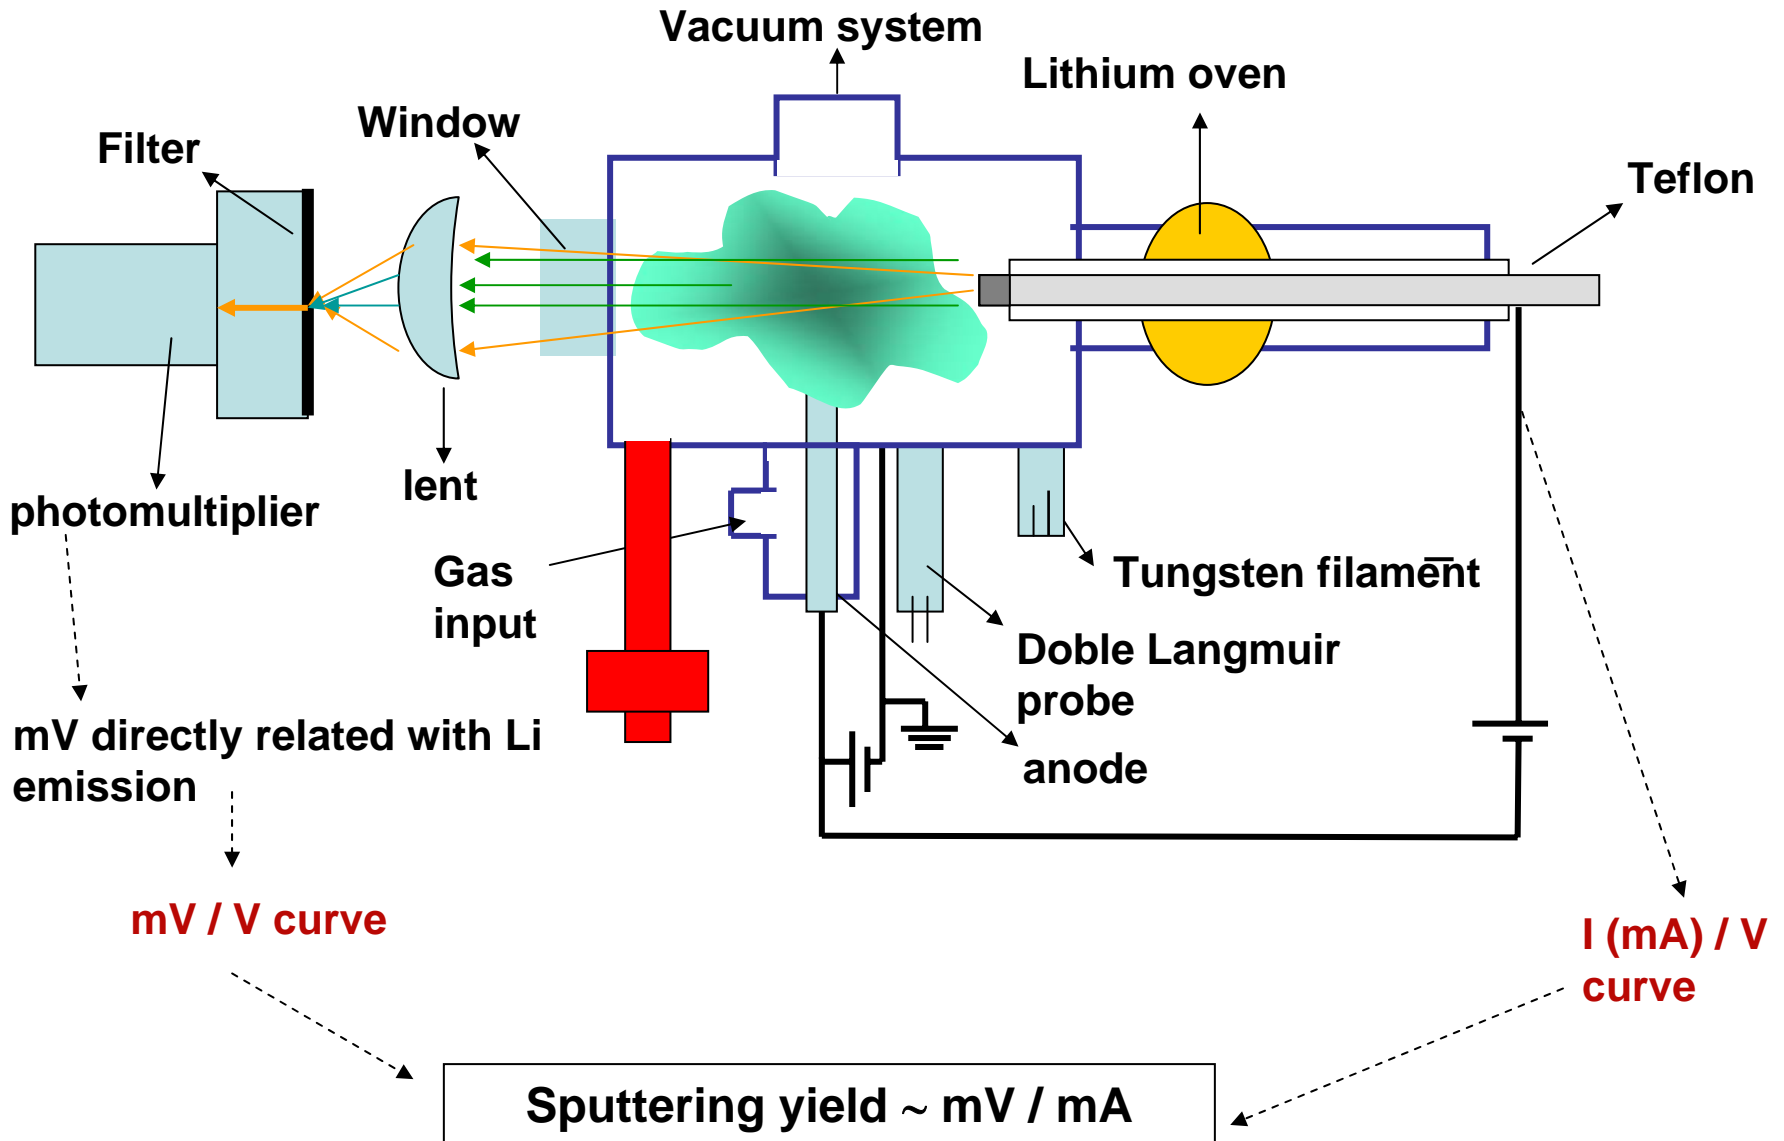 Vacuum system
Lithium oven
Window
Filter
Teflon
lent
photomultiplier
Gas
input
Tungsten filament
Doble Langmuir
probe
mV directly related with Li
emission
anode
mV / V curve
I (mA) / V
curve
Sputtering yield ~ mV / mA